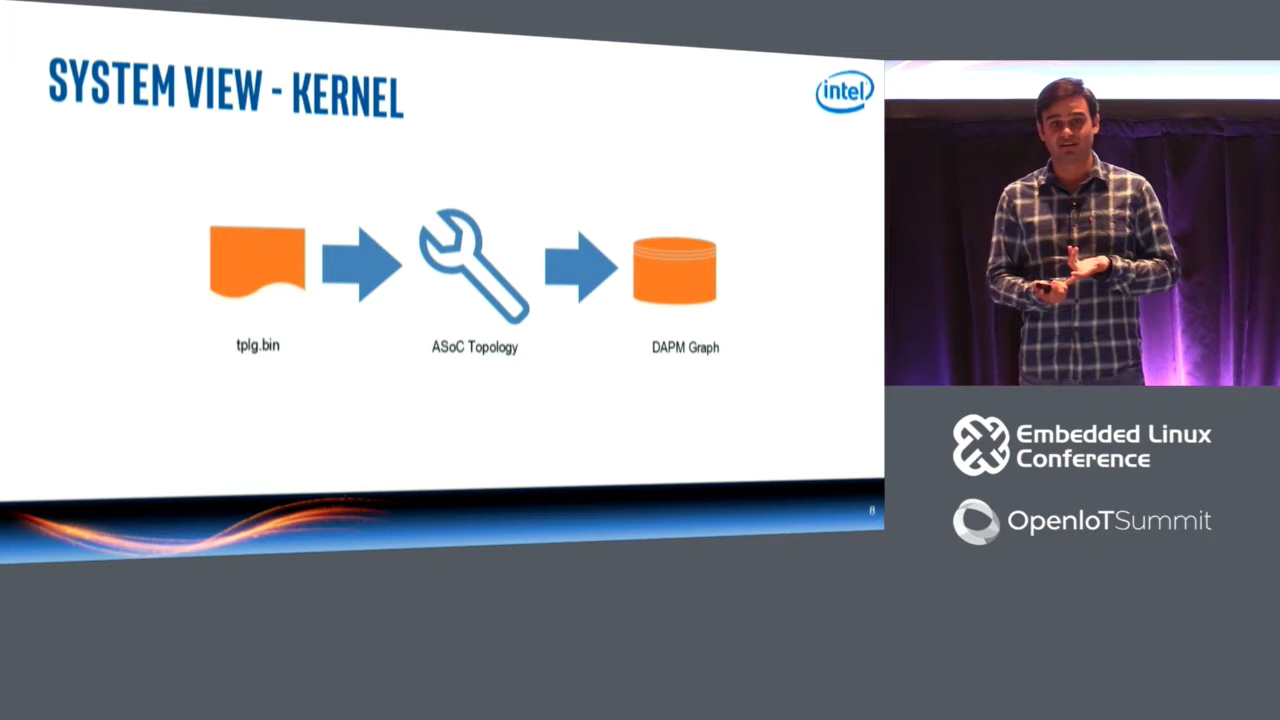 SYSTEM VIEW - KERNEL
intel
tplg.bin
ASoC Topology
DAPM Graph
8
Embedded Linux
Conference
OpenIoTSummit